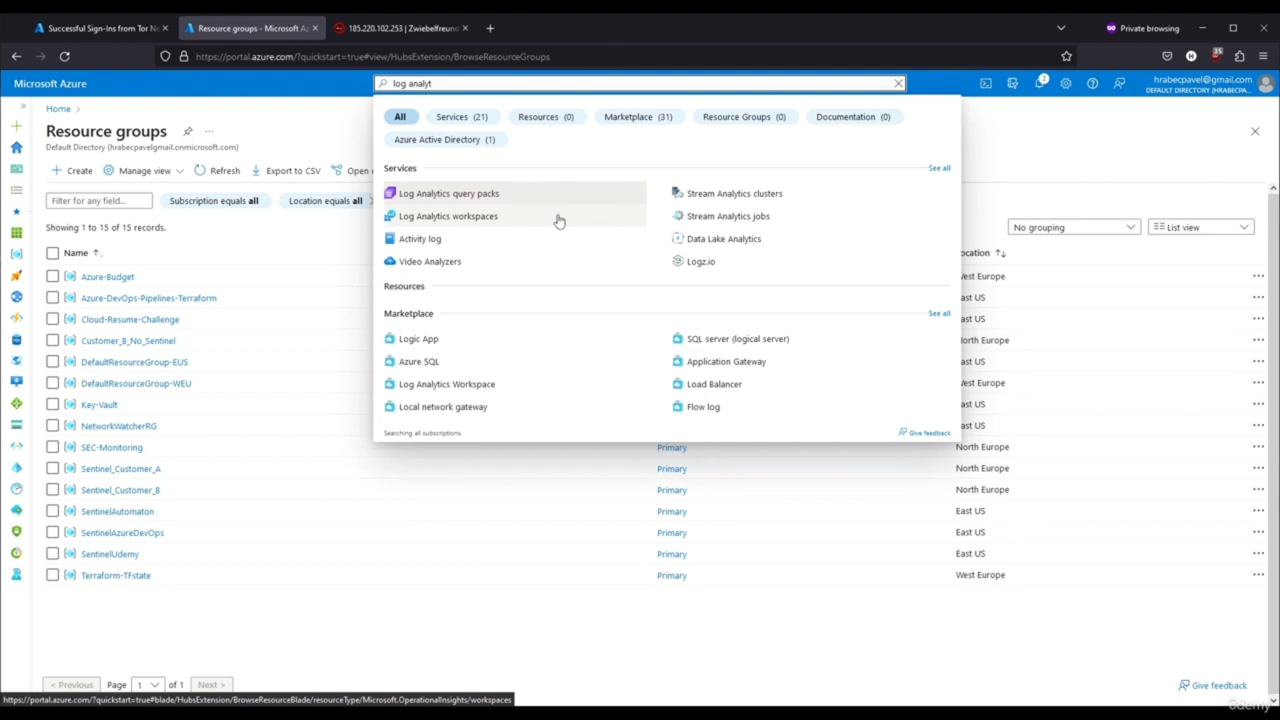 Successful Sign-Ins from Tor Ne
Resource groups - Microsoft Az
185.220.102.253 | Zwiebelfreund
Private browsing
https://portal.azure.com/?quickstart=true#view/HubsExtension/BrowseResourceGroups
35
Microsoft Azure
log analyt
2
hrabecpavel@gmail.com
DEFAULT DIRECTORY (HRABECPA...
Home >
Resource groups
Default Directory (hrabecpavelgmail.onmicrosoft.com)
Create
Manage view
Refresh
Export to CSV
Open
Filter for any field...
Subscription equals all
Location equals all
Showing 1 to 15 of 15 records.
No grouping
List view
All
Services (21)
Resources (0)
Marketplace (31)
Resource Groups (0)
Documentation (0)
Azure Active Directory (1)
Services
See all
Log Analytics query packs
Stream Analytics clusters
Log Analytics workspaces
Stream Analytics jobs
Activity log
Data Lake Analytics
Video Analyzers
Logz.io
Resources
Marketplace
See all
Logic App
SQL server (logical server)
Azure SQL
Application Gateway
Log Analytics Workspace
Load Balancer
Local network gateway
Flow log
Searching all subscriptions.
Give feedback
Name
ocation
Azure-Budget
West Europe
Azure-DevOps-Pipelines-Terraform
ast US
Cloud-Resume-Challenge
ast US
Customer_B_No_Sentinel
North Europe
DefaultResourceGroup-EUS
ast US
DefaultResourceGroup-WEU
West Europe
Key-Vault
ast US
NetworkWatcherRG
ast US
SEC-Monitoring
Primary
North Europe
Sentinel_Customer_A
Primary
North Europe
Sentinel_Customer_B
Primary
North Europe
SentinelAutomaton
Primary
East US
SentinelAzureDevOps
Primary
East US
SentinelUdemy
Primary
East US
Terraform-TFstate
Primary
West Europe
< Previous
Page
1
of 1
Next >
Give feedback
https://portal.azure.com/?quickstart=true#blade/HubsExtension/BrowseResourceBlade/resourceType/Microsoft.OperationalInsights/workspaces
ûdemy